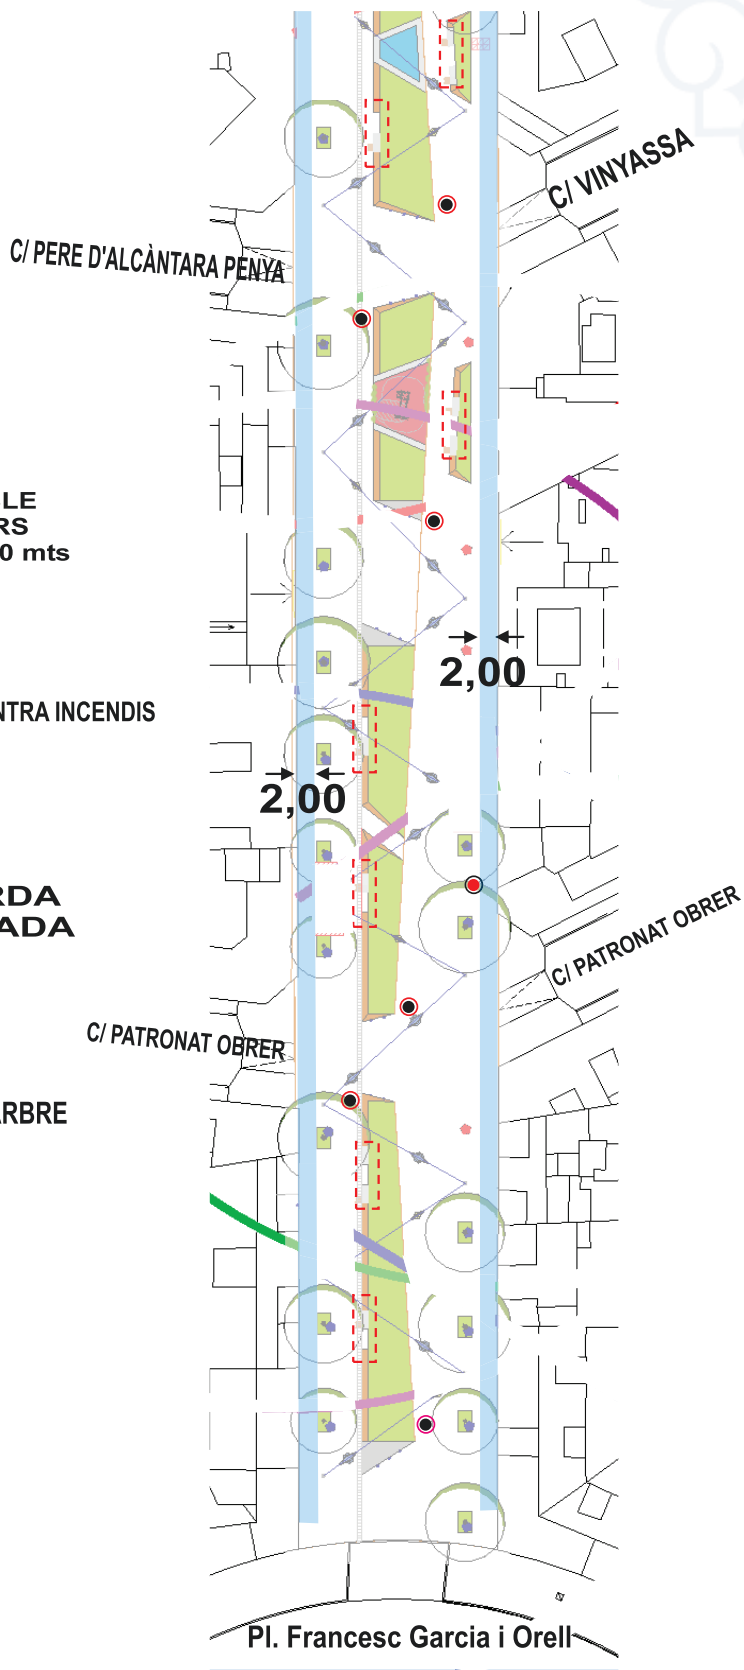 C/ VINYASSA
C/ PERE D'ALCÀNTARA PENYA
LE
RS
0 mts
2,00
NTRA INCENDIS
2,00
RDA
ADA
C/ PATRONAT OBRER
C/ PATRONAT OBRER
ARBRE
Pl. Francesc Garcia i Orell